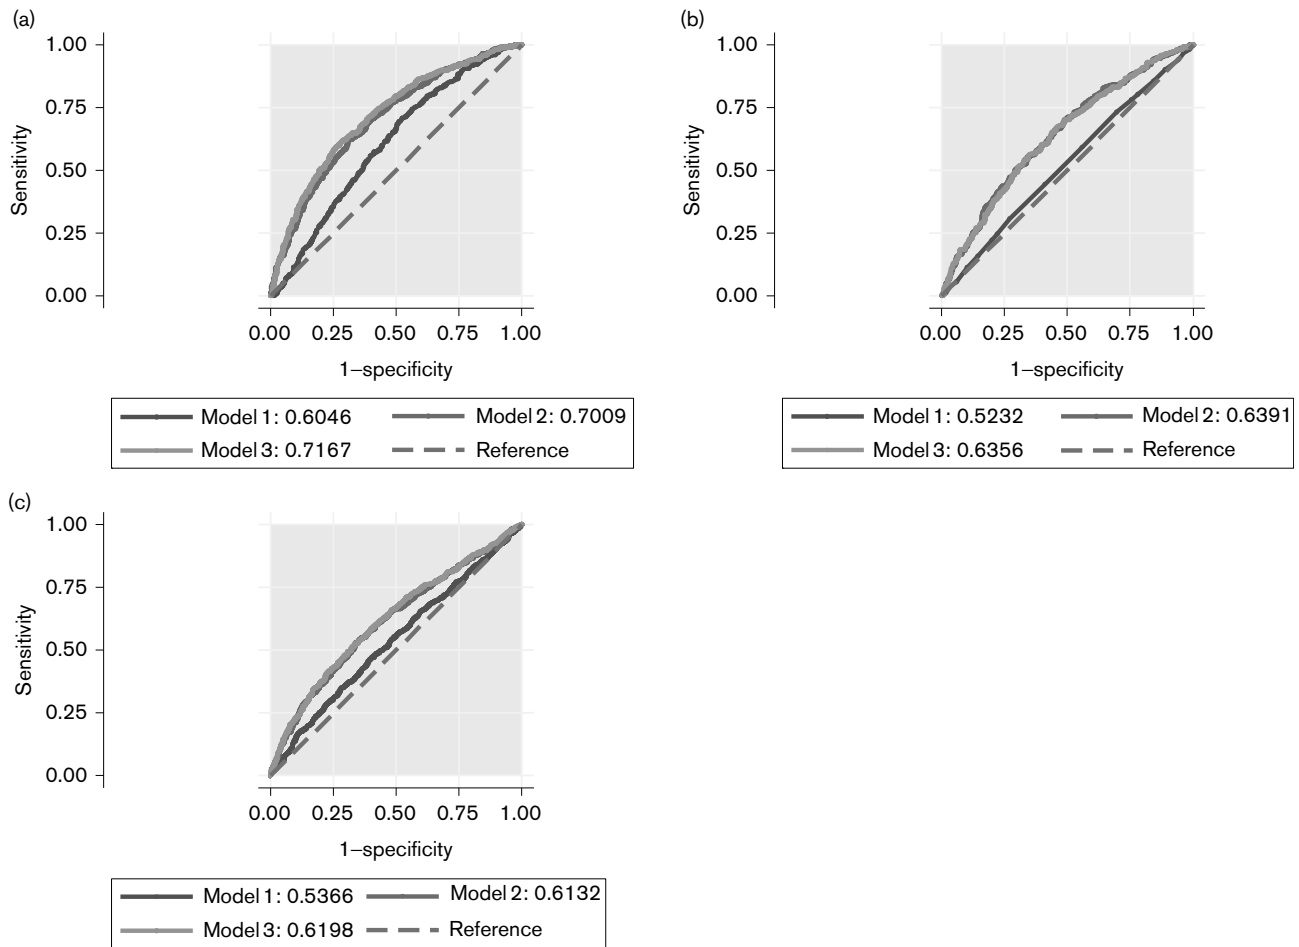 (a)
1.00
0.75
0.50
0.25
0.00
Sensitivity
0.00 0.25 0.50 0.75 1.00
1–specificity
Model 1: 0.6046 Model 2: 0.7009
Model 3: 0.7167 Reference
(b)
1.00
0.75
0.50
0.25
0.00
Sensitivity
0.00 0.25 0.50 0.75 1.00
1–specificity
Model 1: 0.5232 Model 2: 0.6391
Model 3: 0.6356 Reference
(c)
1.00
0.75
0.50
0.25
0.00
Sensitivity
0.00 0.25 0.50 0.75 1.00
1–specificity
Model 1: 0.5366 Model 2: 0.6132
Model 3: 0.6198 Reference